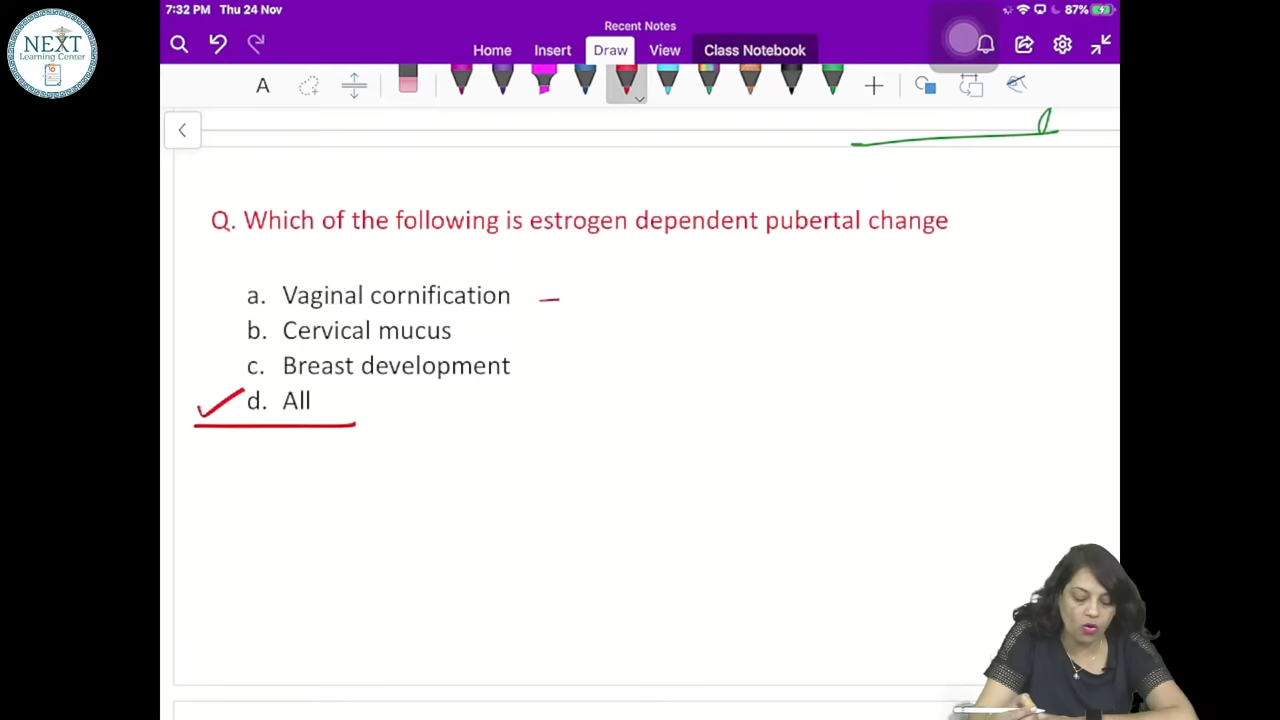 7:32 PM Thu 24 Nov
87%
Recent Notes
Home Insert Draw View Class Notebook
NEXT
Learning Center
A
Q. Which of the following is estrogen dependent pubertal change
a. Vaginal cornification
b. Cervical mucus
c. Breast development
d. All